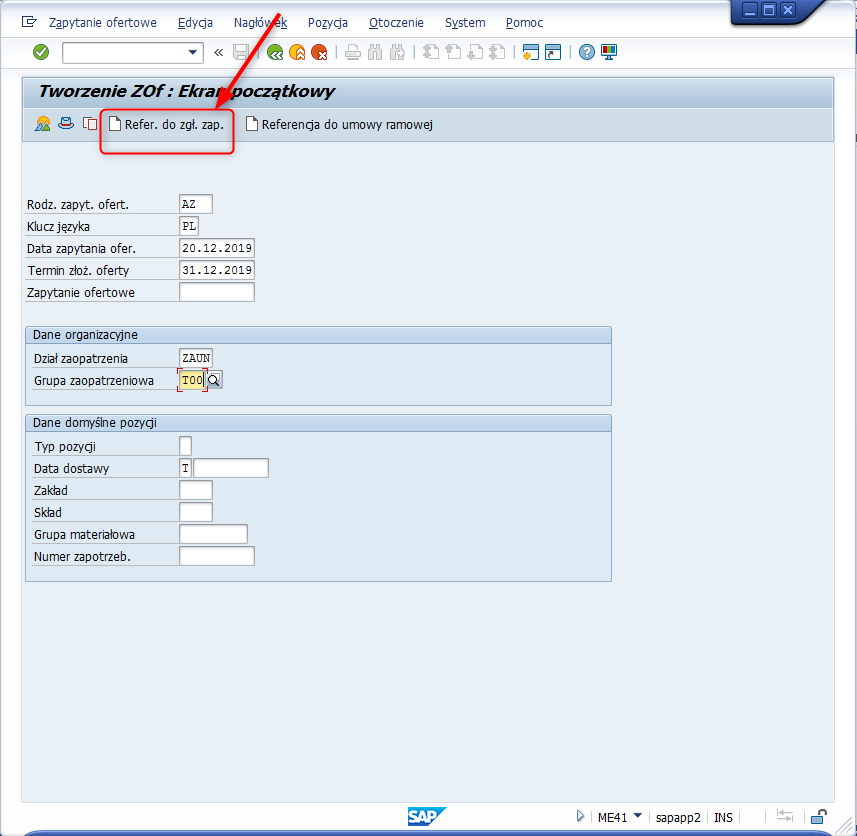 Zapytanie ofertowe Edycja Nagłówek Pozycja Otoczenie System Pomoc
Tworzenie ZOf : Ekran początkowy
Refer. do zgł. zap. Referencja do umowy ramowej
Rodz. zapyt. ofert. AZ
Klucz języka PL
Data zapytania ofer. 20.12.2019
Termin złoż. oferty 31.12.2019
Zapytanie ofertowe
Dane organizacyjne
Dział zaopatrzenia ZAUN
Grupa zaopatrzeniowa T00
Dane domyślne pozycji
Typ pozycji
Data dostawy T
Zakład
Skład
Grupa materiałowa
Numer zapotrzeb.
SAP ME41 sapapp2 INS